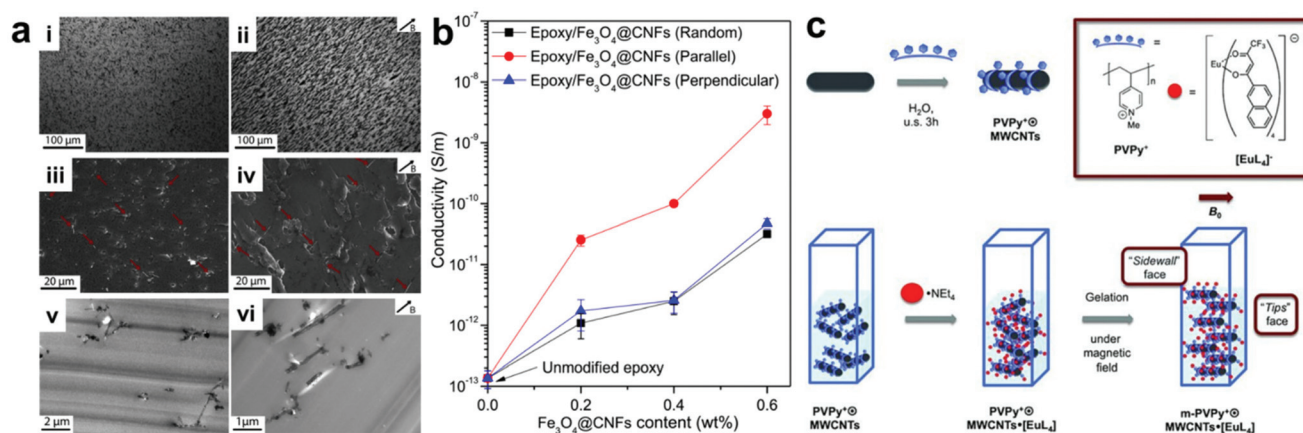 a
i
100 µm
ii
B
100 µm
iii
20 µm
iv
B
20 µm
v
2 µm
vi
B
1µm
b
Conductivity (S/m)
10⁻⁷
10⁻⁸
10⁻⁹
10⁻¹⁰
10⁻¹¹
10⁻¹²
10⁻¹³
Epoxy/Fe₃O₄@CNFs (Random)
Epoxy/Fe₃O₄@CNFs (Parallel)
Epoxy/Fe₃O₄@CNFs (Perpendicular)
Unmodified epoxy
0.0 0.2 0.4 0.6
Fe₃O₄@CNFs content (wt%)
c
H₂O,
u.s. 3h
PVPy⁺⊙
MWCNTs
=
n
N
⊕
Me
PVPy⁺
=
CF₃
O
Eu
O
4
⊖
[EuL₄]⁻
B₀
PVPy⁺⊙
MWCNTs
•NEt₄
PVPy⁺⊙
MWCNTs•[EuL₄]
Gelation
under
magnetic
field
"Sidewall"
face
"Tips"
face
m-PVPy⁺⊙
MWCNTs•[EuL₄]